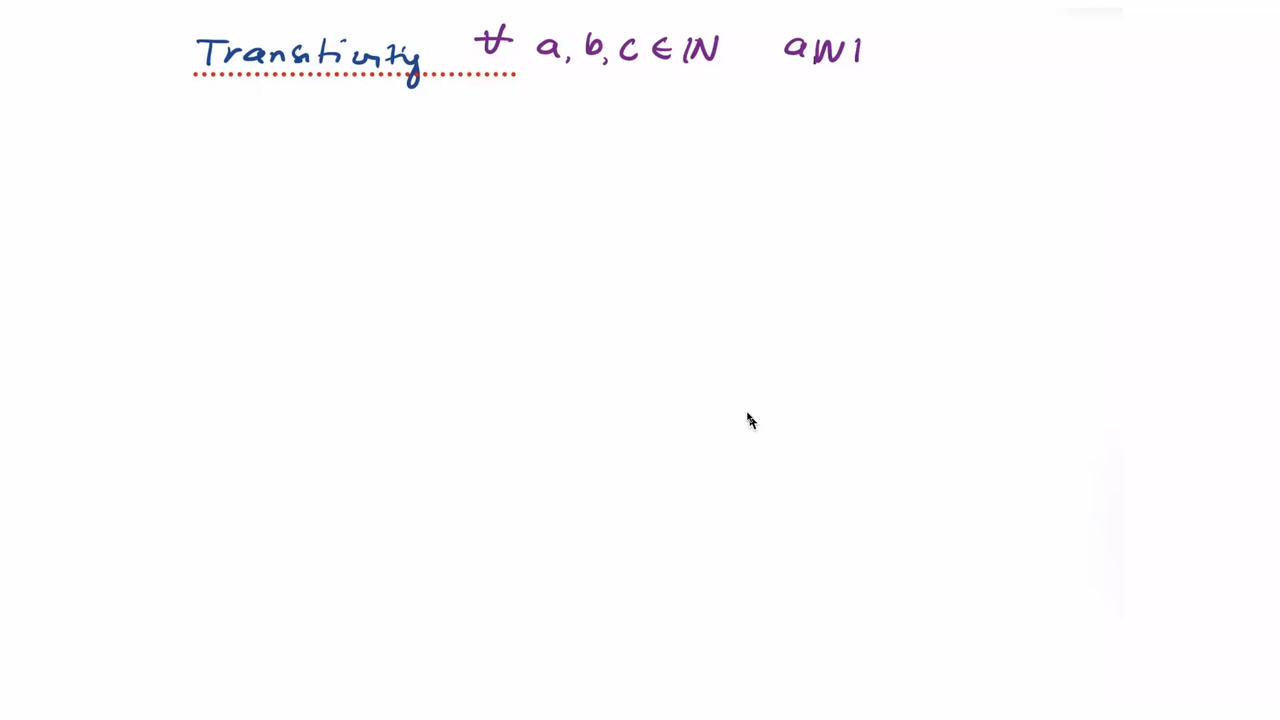 Transitivity ∀ a, b, c ∈ ℕ a